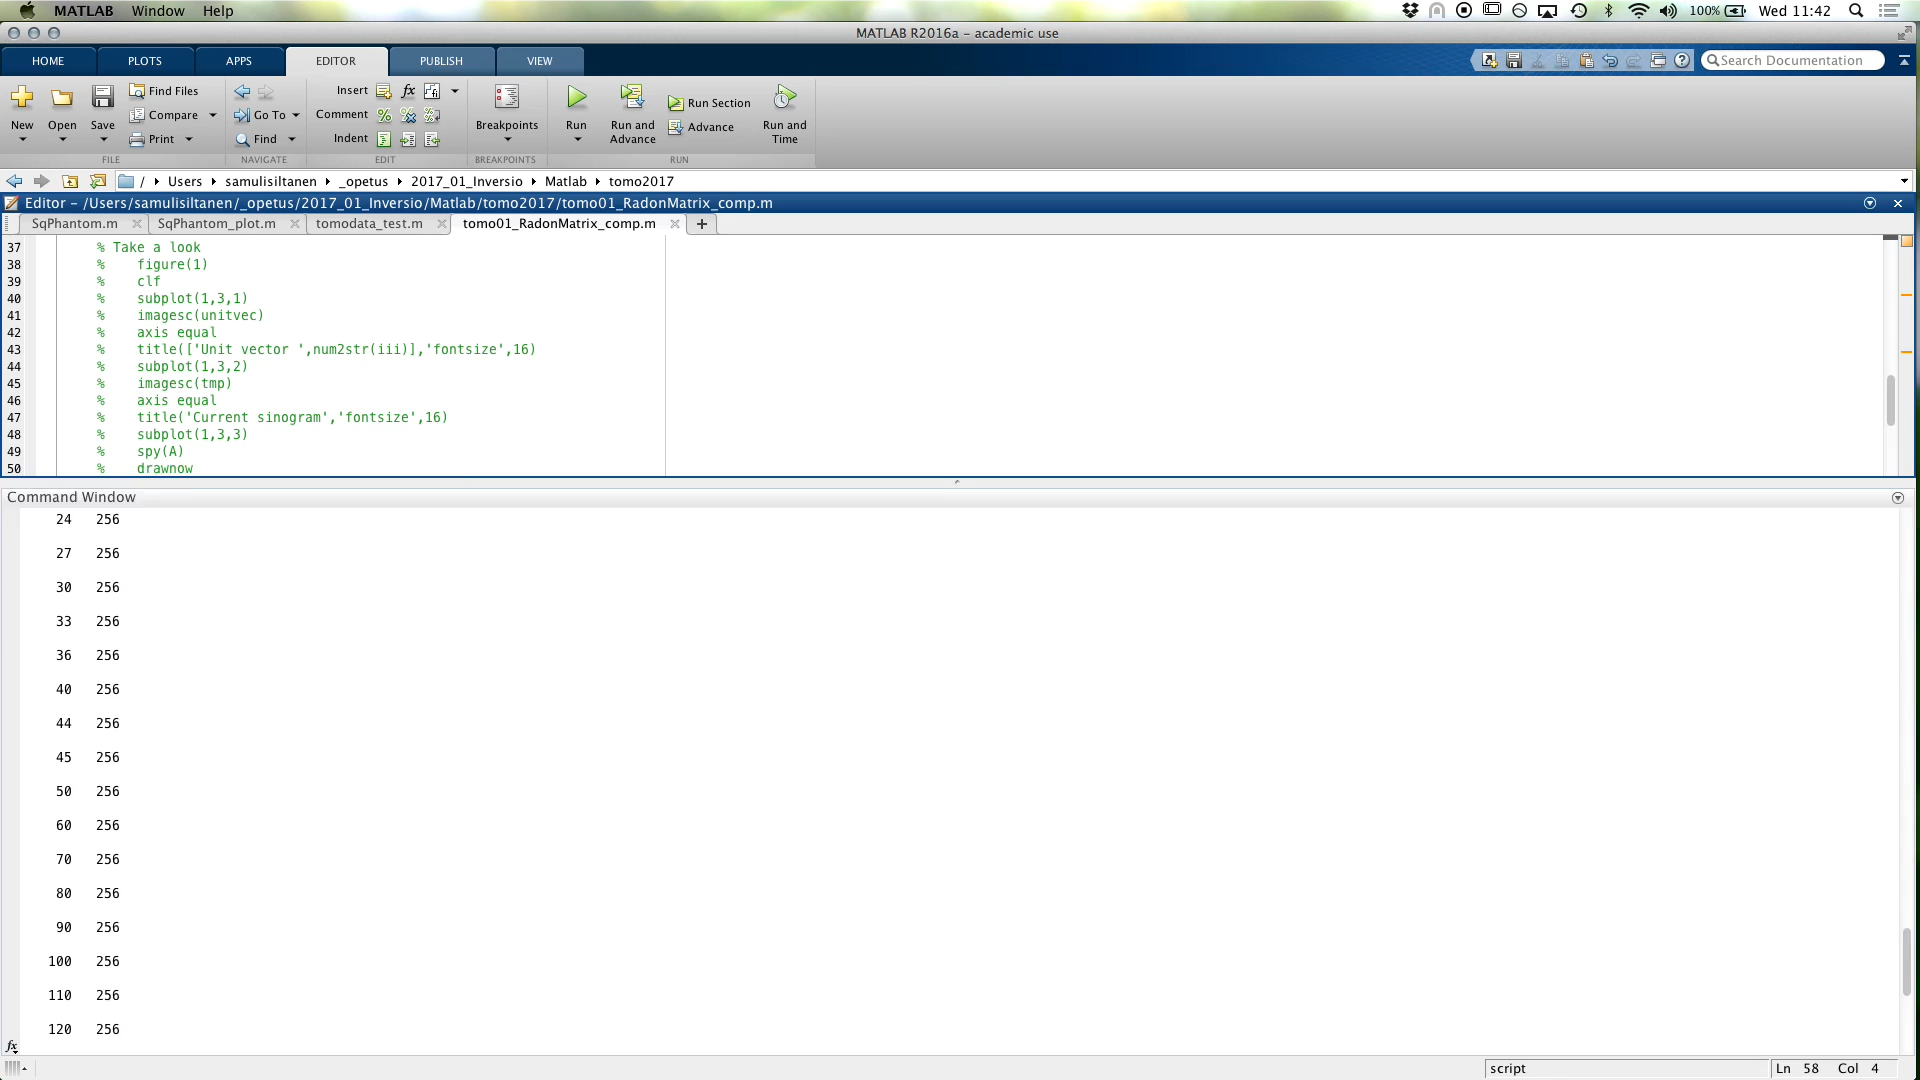 MATLAB Window Help 100% Wed 11:42
MATLAB R2016a - academic use
HOME PLOTS APPS EDITOR PUBLISH VIEW Search Documentation
New Open Save Find Files Compare Print Go To Find Insert Comment Indent Breakpoints Run Run and Advance Run Section Advance Run and Time
FILE NAVIGATE EDIT BREAKPOINTS RUN
/ Users samulisiltanen _opetus 2017_01_Inversio Matlab tomo2017
Editor - /Users/samulisiltanen/_opetus/2017_01_Inversio/Matlab/tomo2017/tomo01_RadonMatrix_comp.m
SqPhantom.m SqPhantom_plot.m tomodata_test.m tomo01_RadonMatrix_comp.m +
37 % Take a look
38 % figure(1)
39 % clf
40 % subplot(1,3,1)
41 % imagesc(unitvec)
42 % axis equal
43 % title(['Unit vector ',num2str(iii)],'fontsize',16)
44 % subplot(1,3,2)
45 % imagesc(tmp)
46 % axis equal
47 % title('Current sinogram','fontsize',16)
48 % subplot(1,3,3)
49 % spy(A)
50 % drawnow
Command Window
24 256
27 256
30 256
33 256
36 256
40 256
44 256
45 256
50 256
60 256
70 256
80 256
90 256
100 256
110 256
120 256
fx
script Ln 58 Col 4